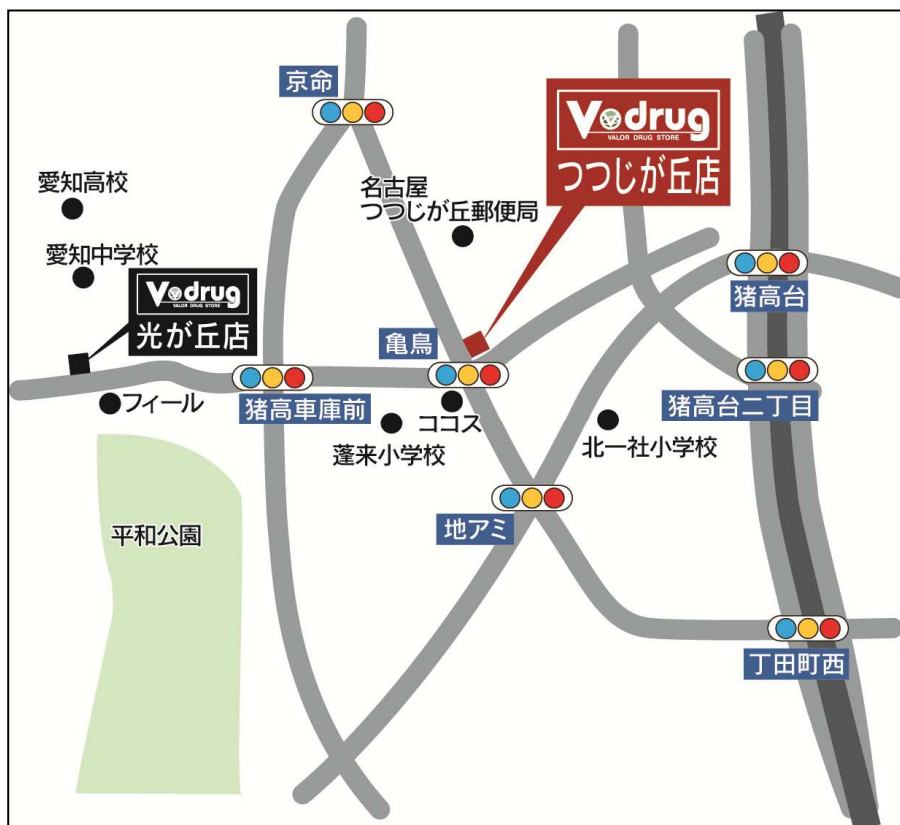 京命
V・drug
VALOR DRUG STORE
つつじが丘店
愛知高校
名古屋
つつじが丘郵便局
愛知中学校
V・drug
VALOR DRUG STORE
光が丘店
猪高台
亀鳥
フィール
猪高車庫前
ココス
猪高台二丁目
蓬来小学校
北一社小学校
地アミ
平和公園
丁田町西